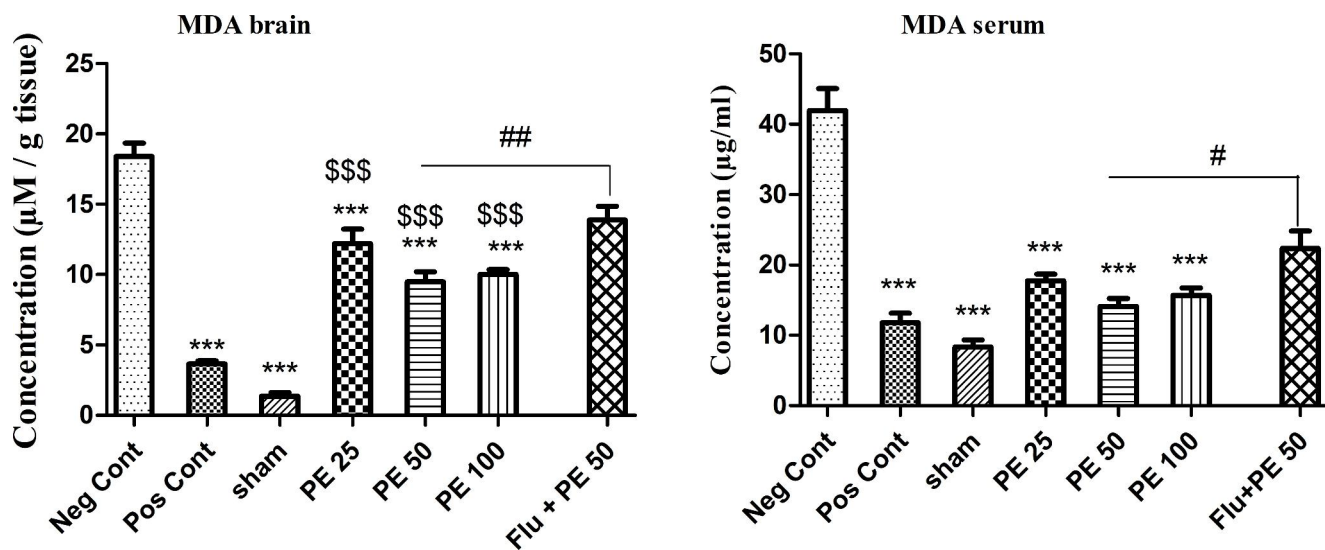 MDA brain
Concentration (µM / g tissue)
25
20
15
10
5
0
***
***
$$$
***
$$$
***
$$$
***
##
Neg Cont
Pos Cont
sham
PE 25
PE 50
PE 100
Flu + PE 50
MDA serum
Concentration (µg/ml)
50
40
30
20
10
0
***
***
***
***
***
#
Neg Cont
Pos Cont
sham
PE 25
PE 50
PE 100
Flu+PE 50